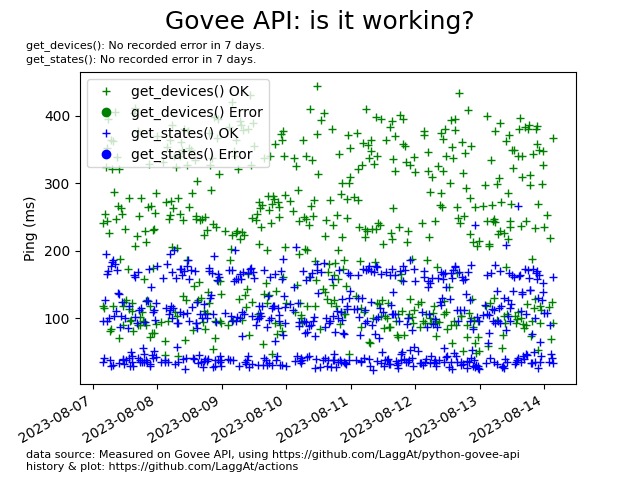 Govee API: is it working?
get_devices(): No recorded error in 7 days.
get_states(): No recorded error in 7 days.
get_devices() OK
get_devices() Error
get_states() OK
get_states() Error
400
300
200
100
Ping (ms)
2023-08-07
2023-08-08
2023-08-09
2023-08-10
2023-08-11
2023-08-12
2023-08-13
2023-08-14
data source: Measured on Govee API, using https://github.com/LaggAt/python-govee-api
history & plot: https://github.com/LaggAt/actions